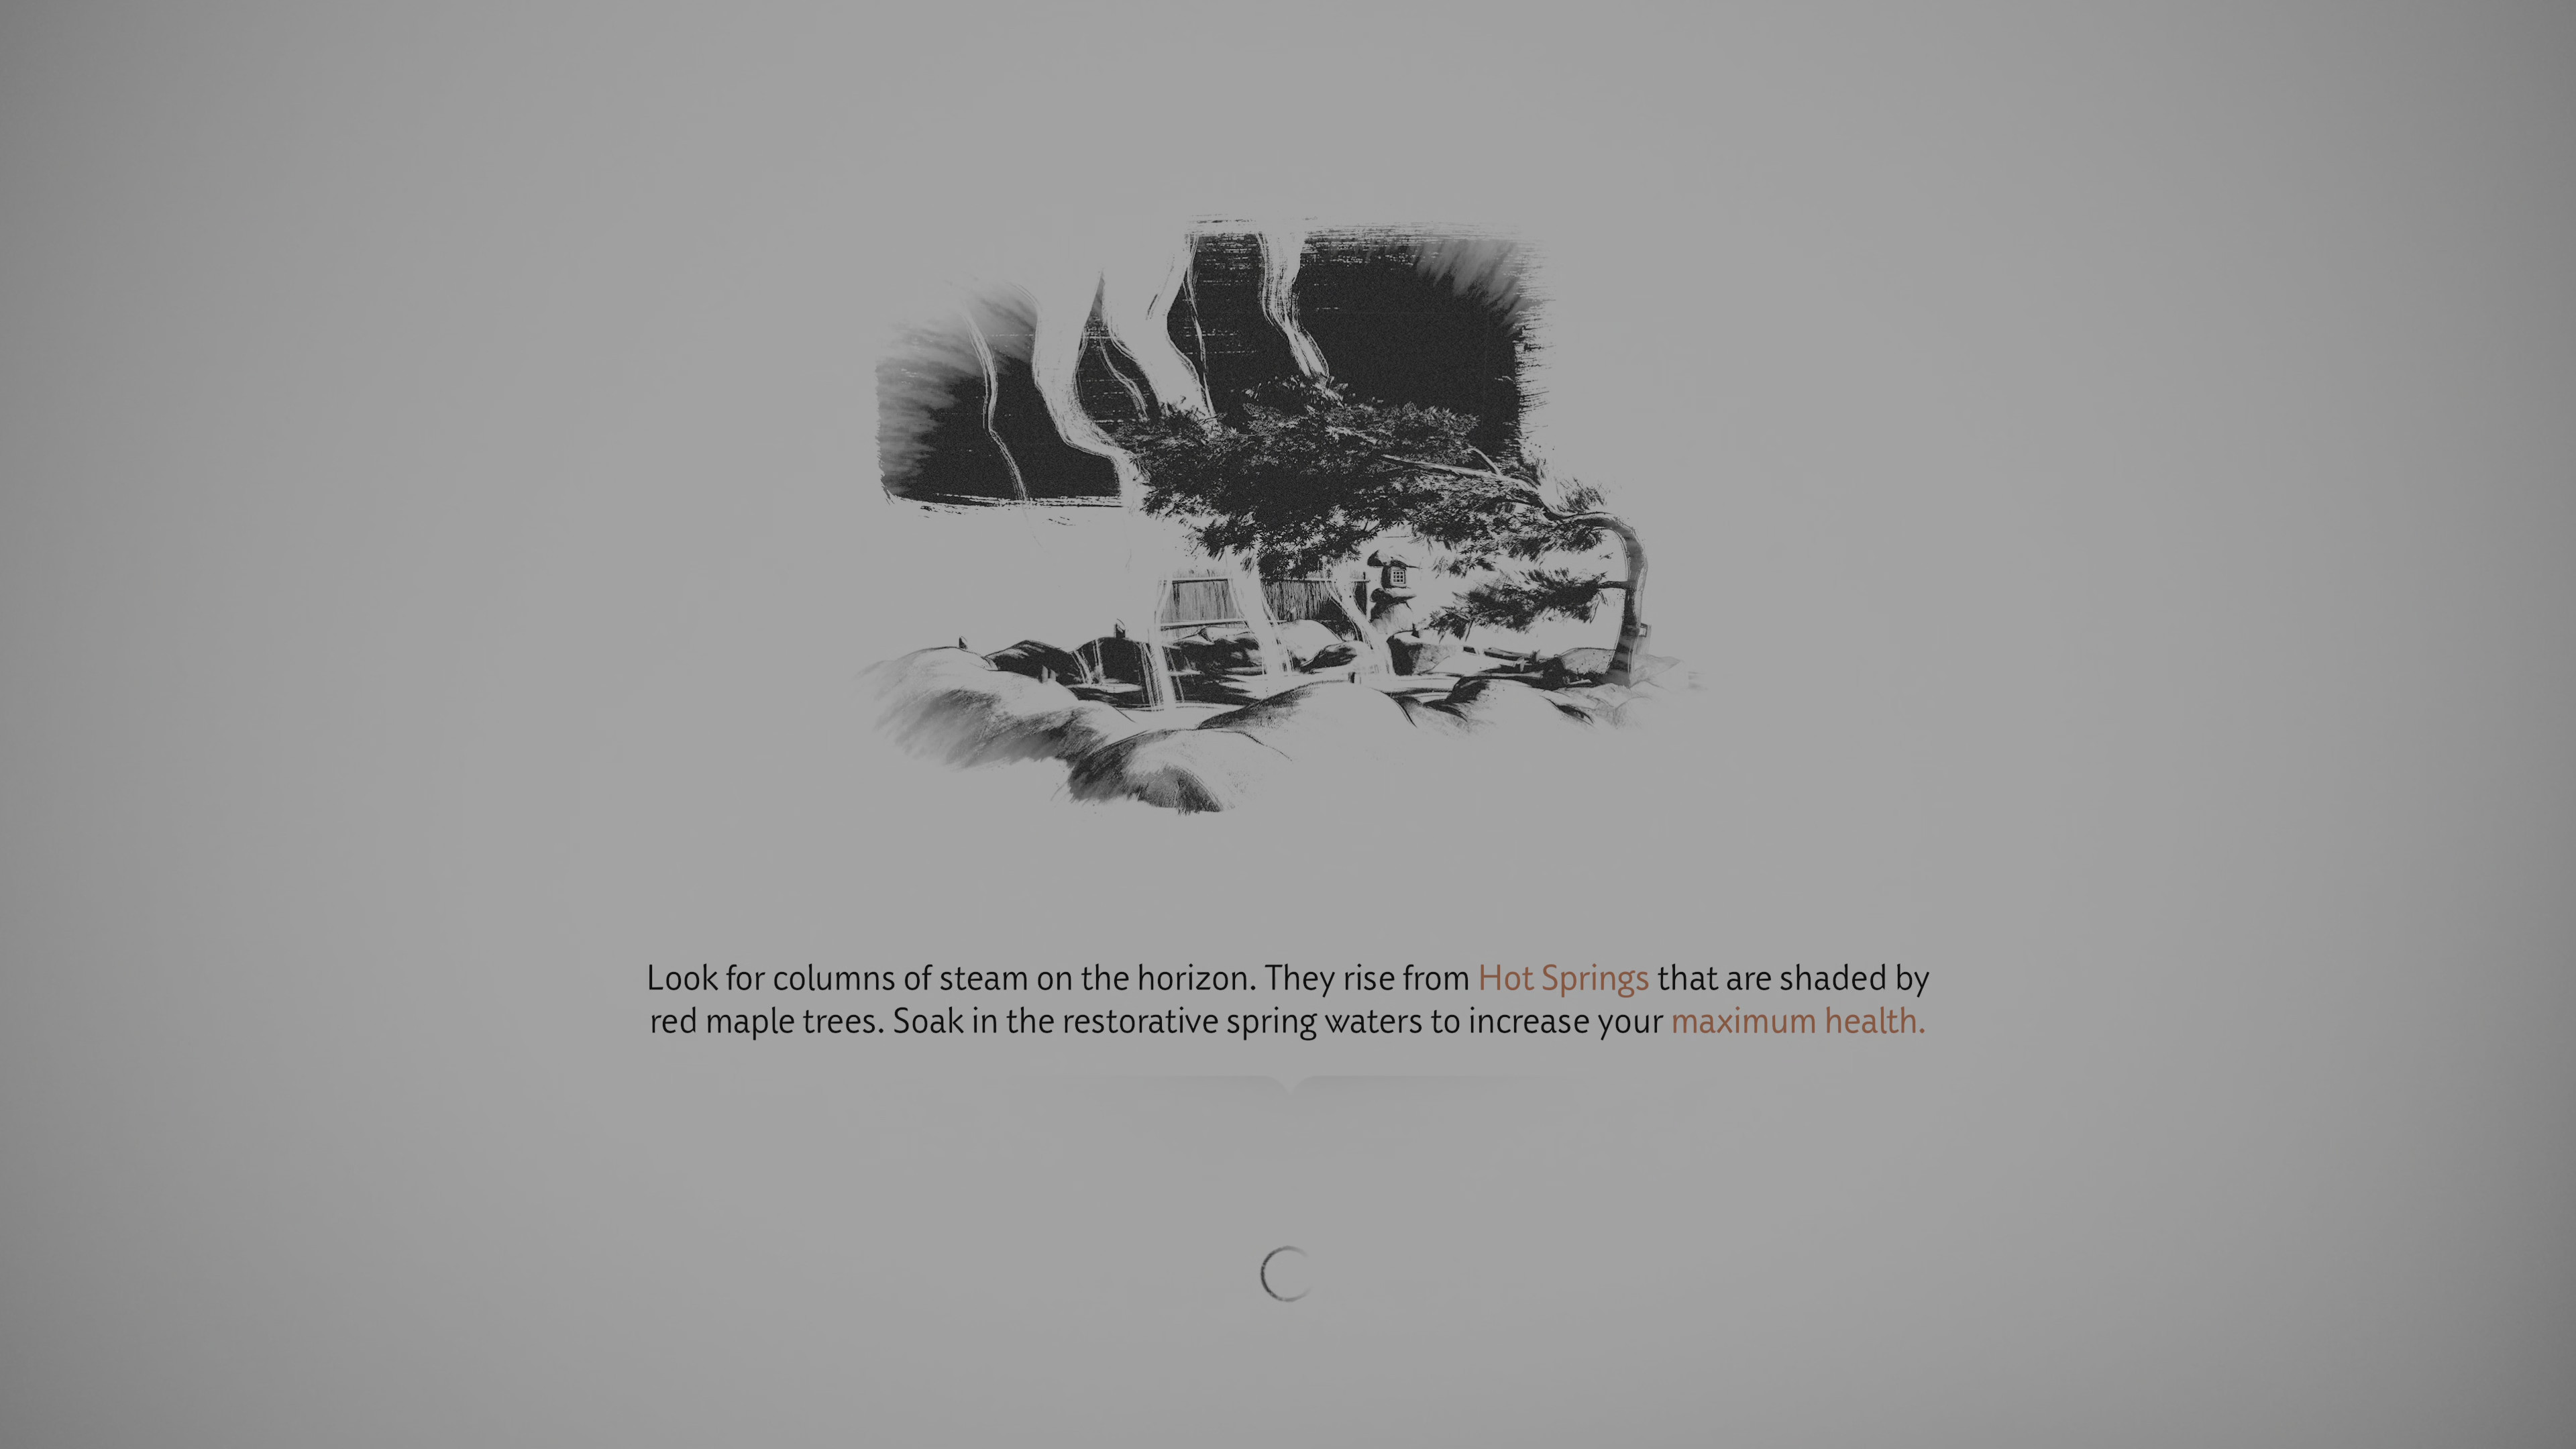 Look for columns of steam on the horizon. They rise from Hot Springs that are shaded by
red maple trees. Soak in the restorative spring waters to increase your maximum health.